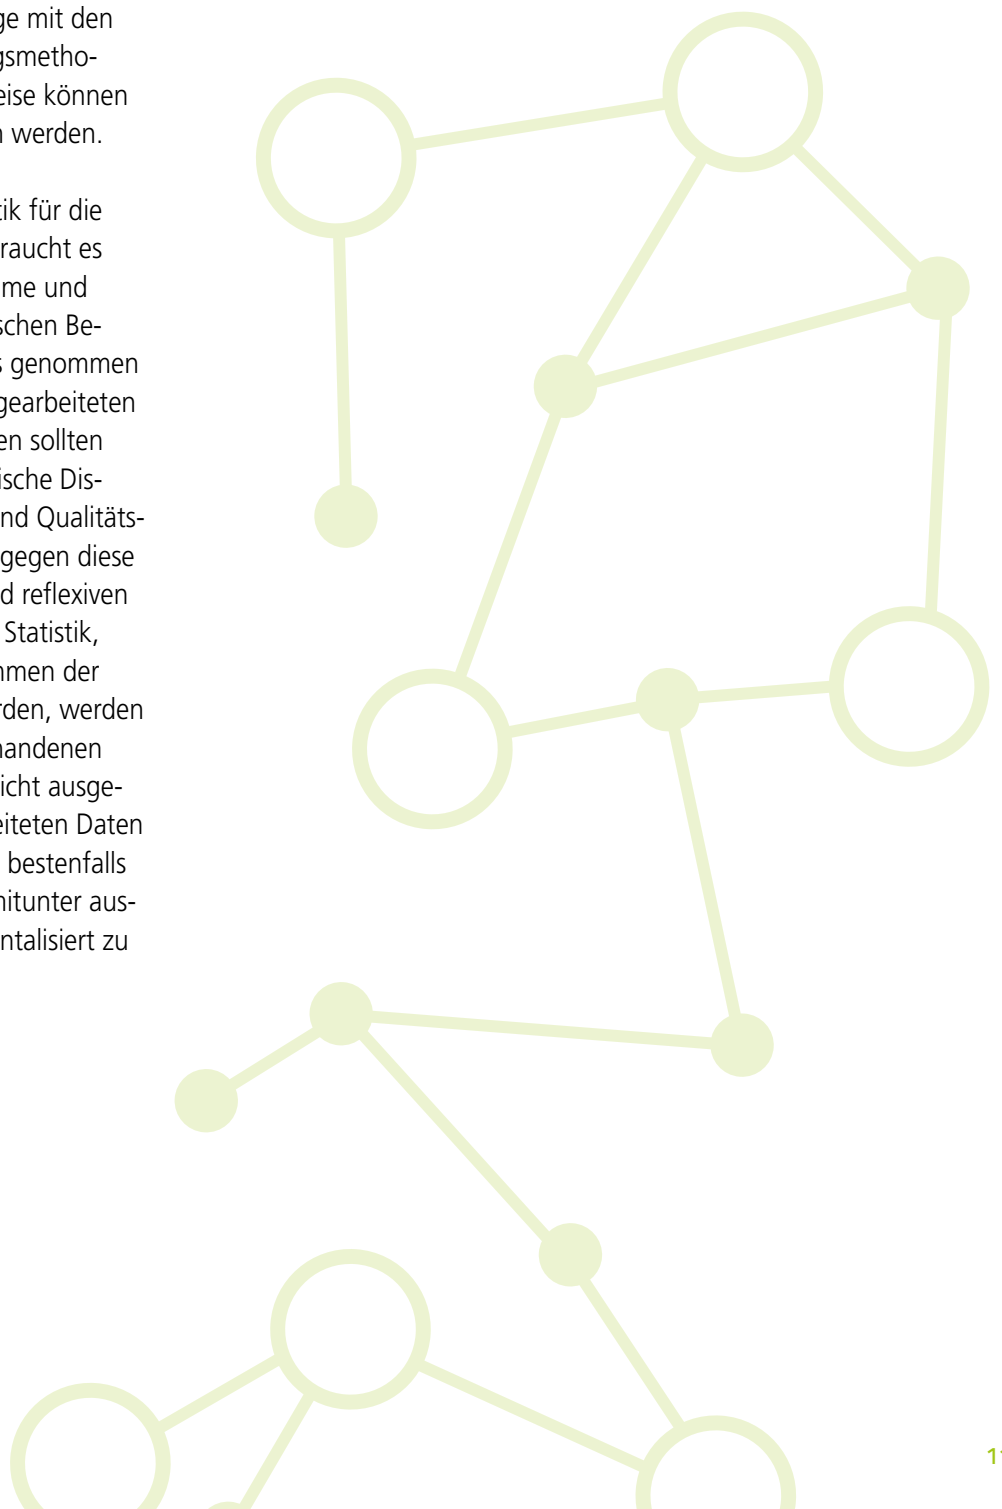 ge mit den
gsmetho-
eise können
n werden.
tik für die
raucht es
me und
schen Be-
s genommen
gearbeiteten
en sollten
ische Dis-
nd Qualitäts-
gegen diese
d reflexiven
Statistik,
mmen der
rden, werden
handenen
icht ausge-
eiteten Daten
bestenfalls
mitunter aus-
ntalisiert zu